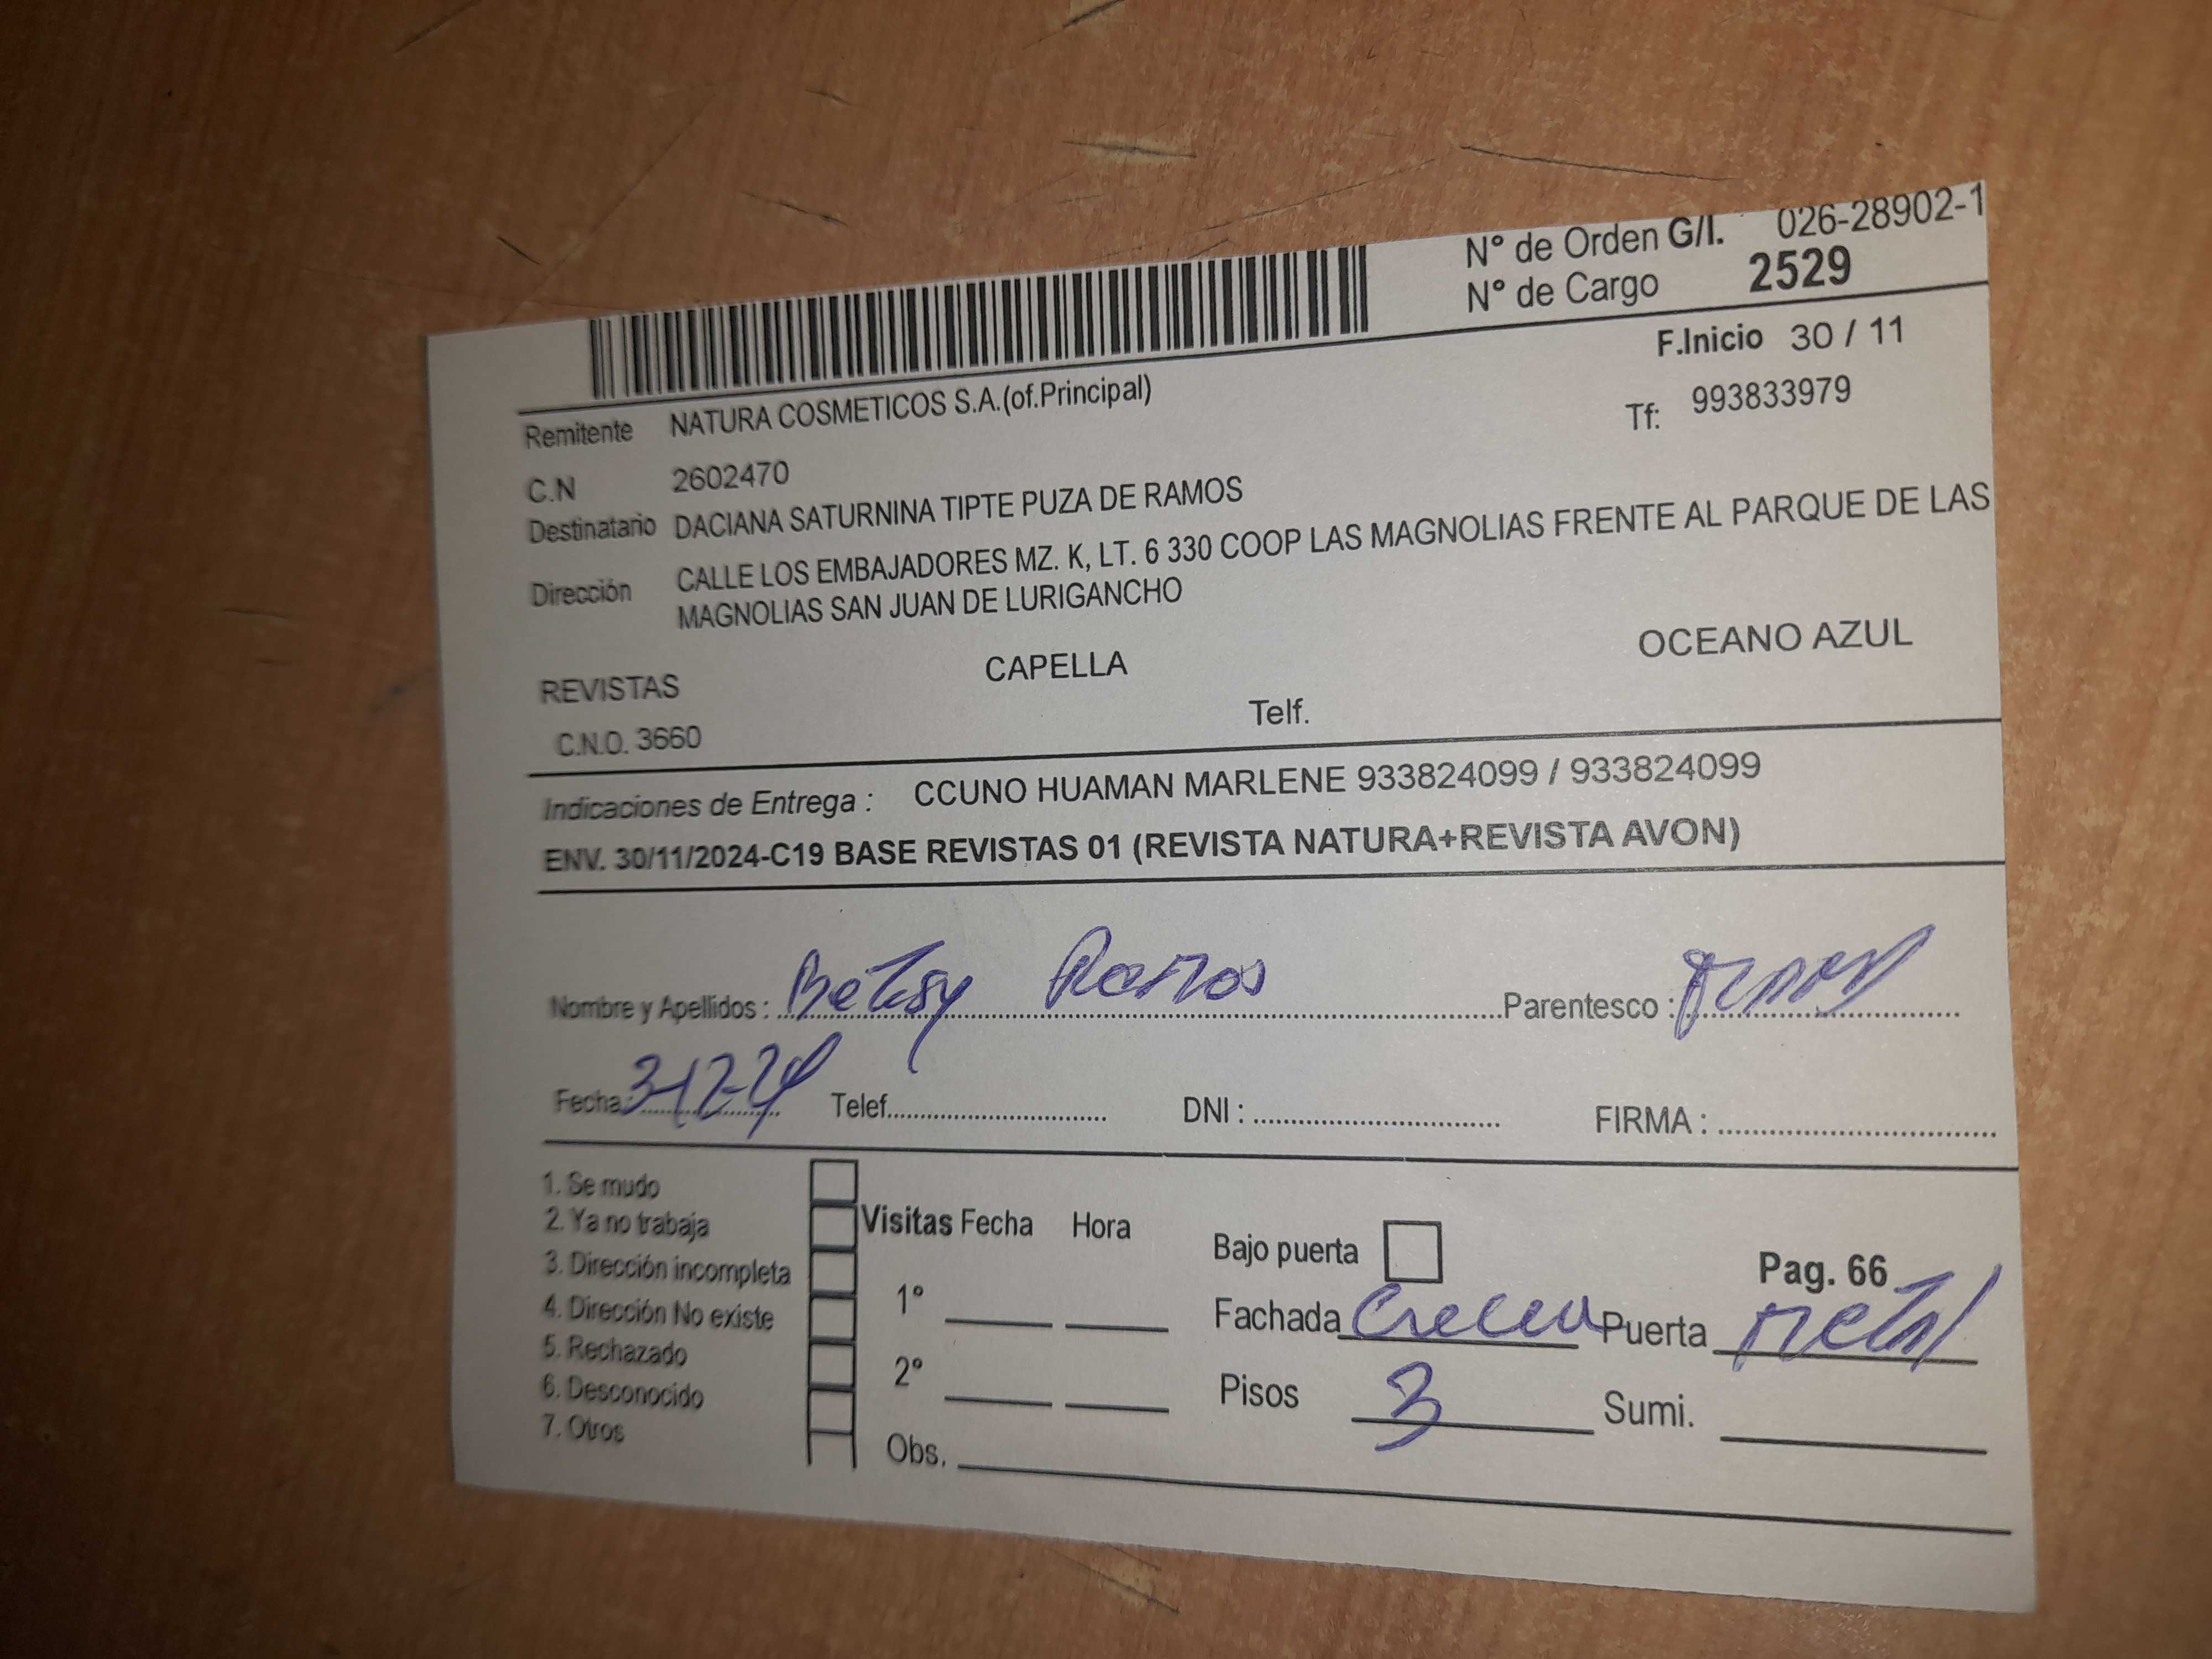 N° de Orden G/I. 026-28902-1
N° de Cargo 2529
F.Inicio 30 / 11
Remitente NATURA COSMETICOS S.A.(of.Principal)
Tf: 993833979
C.N 2602470
Destinatario DACIANA SATURNINA TIPTE PUZA DE RAMOS
Dirección CALLE LOS EMBAJADORES MZ. K, LT. 6 330 COOP LAS MAGNOLIAS FRENTE AL PARQUE DE LAS
MAGNOLIAS SAN JUAN DE LURIGANCHO
REVISTAS CAPELLA OCEANO AZUL
C.N.O. 3660 Telf.
Indicaciones de Entrega : CCUNO HUAMAN MARLENE 933824099 / 933824099
ENV. 30/11/2024-C19 BASE REVISTAS 01 (REVISTA NATURA+REVISTA AVON)
Nombre y Apellidos : Betsy Ramos Parentesco :
Fecha: 3-12-24 Telef. DNI : FIRMA :
1. Se mudo
2. Ya no trabaja
3. Dirección incompleta
4. Dirección No existe
5. Rechazado
6. Desconocido
7. Otros
Visitas Fecha Hora
1°
2°
Obs.
Bajo puerta
Pag. 66
Fachada Puerta metal
Pisos 3 Sumi.